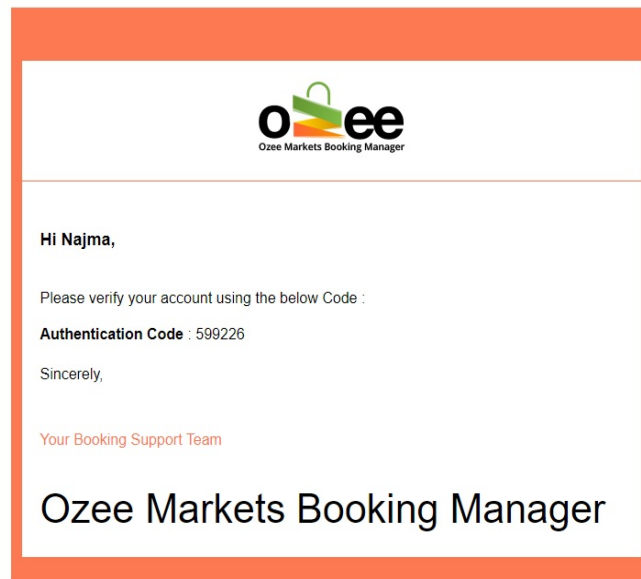 ozee
Ozee Markets Booking Manager
Hi Najma,
Please verify your account using the below Code :
Authentication Code : 599226
Sincerely,
Your Booking Support Team
Ozee Markets Booking Manager